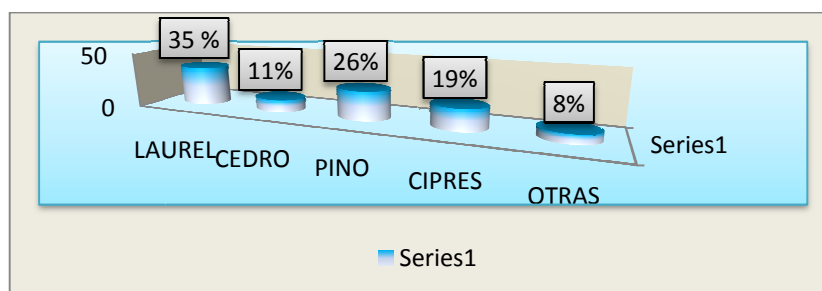 50
0
35 %
11%
26%
19%
8%
LAUREL
CEDRO
PINO
CIPRES
OTRAS
Series1
Series1